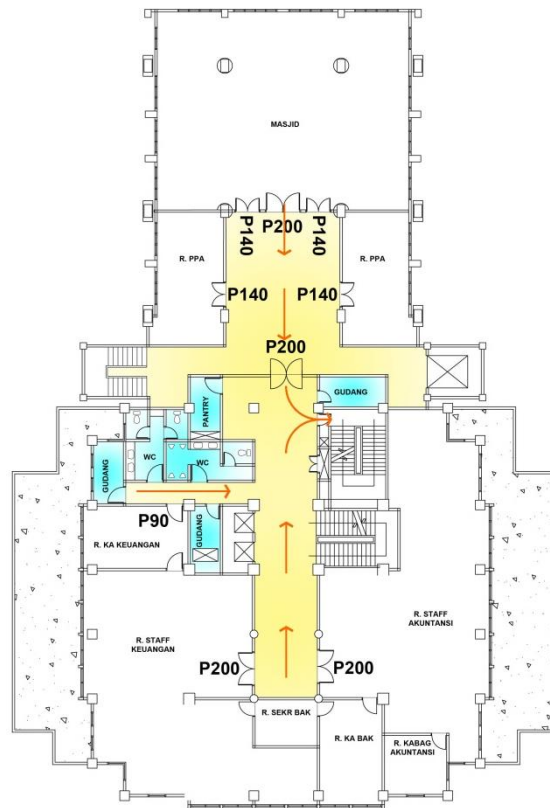 MASJID
P140
P200
P140
R. PPA
R. PPA
P140
P140
P200
PANTRY
GUDANG
WC
WC
GUDANG
P90
R. KA KEUANGAN
GUDANG
R. STAFF
KEUANGAN
R. STAFF
AKUNTANSI
P200
P200
R. SEKR BAK
R. KA BAK
R. KABAG
AKUNTANSI